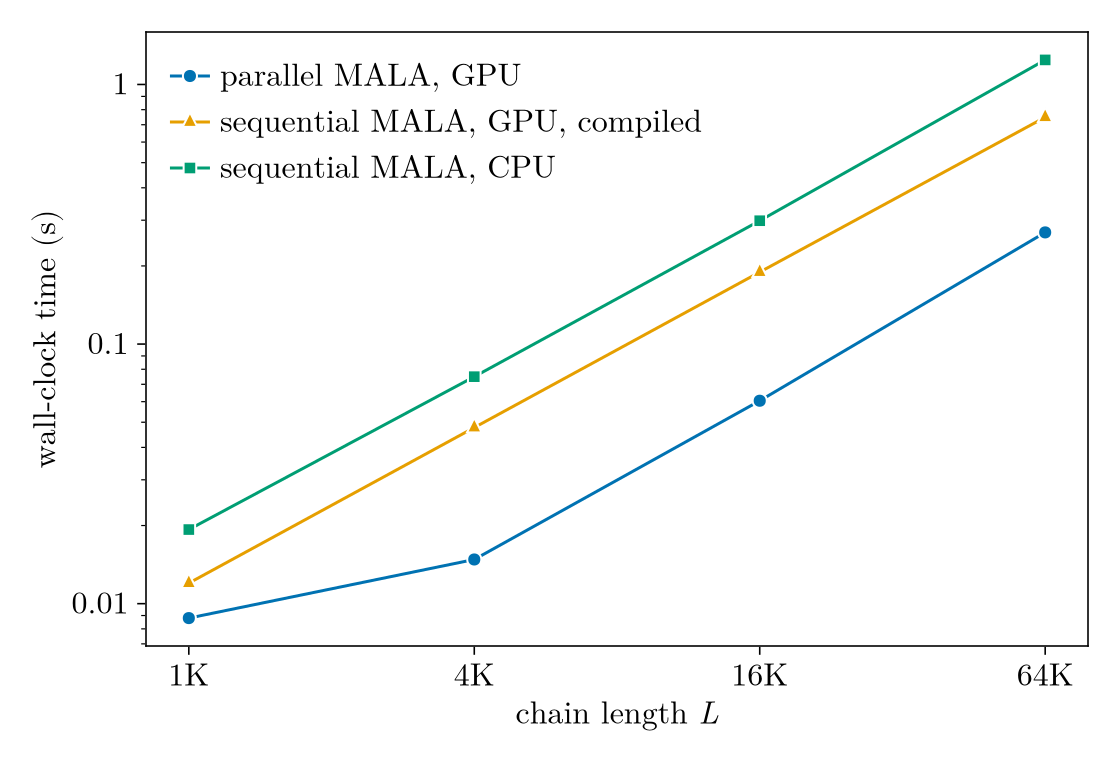 parallel MALA, GPU
sequential MALA, GPU, compiled
sequential MALA, CPU
wall-clock time (s)
1
0.1
0.01
1K 4K 16K 64K
chain length L